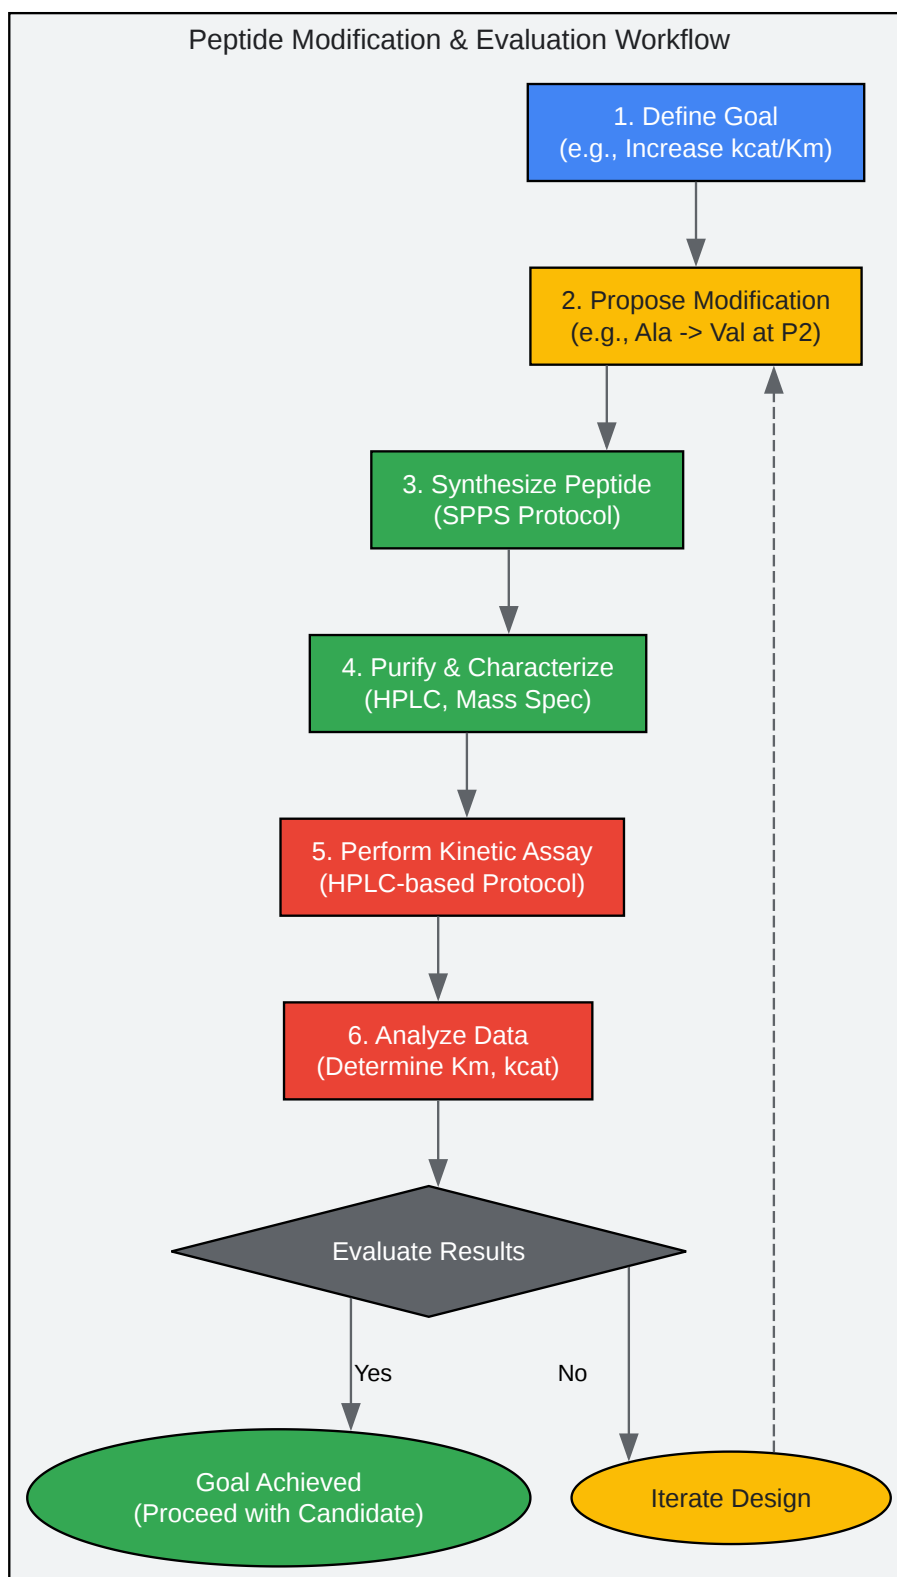 Peptide Modification & Evaluation Workflow
1. Define Goal
(e.g., Increase kcat/Km)
2. Propose Modification
(e.g., Ala -> Val at P2)
3. Synthesize Peptide
(SPPS Protocol)
4. Purify & Characterize
(HPLC, Mass Spec)
5. Perform Kinetic Assay
(HPLC-based Protocol)
6. Analyze Data
(Determine Km, kcat)
Evaluate Results
Yes
No
Goal Achieved
(Proceed with Candidate)
Iterate Design